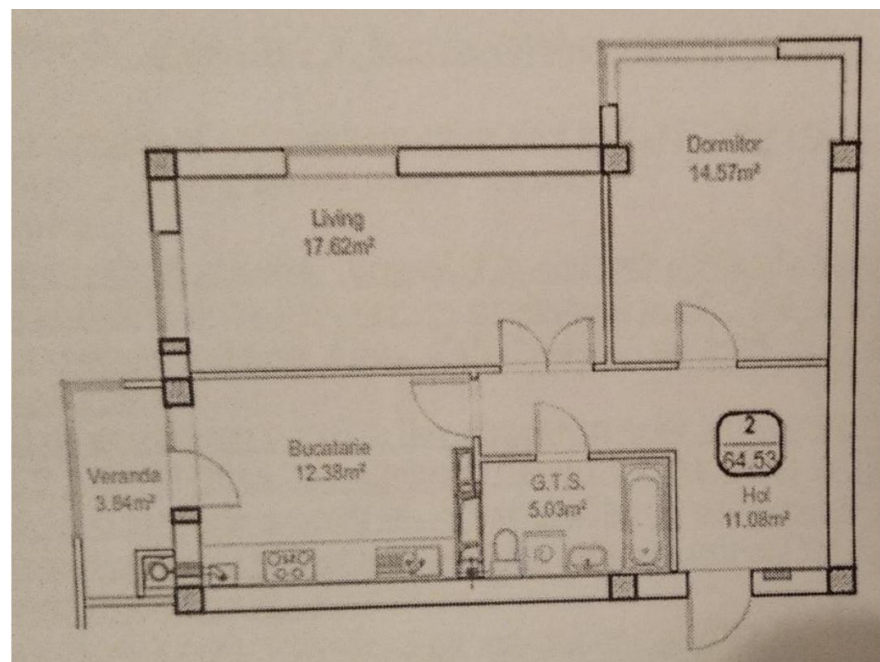 Dormitor
14.57m²
Living
17.62m²
Bucatarie
12.38m²
Veranda
3.84m²
G.T.S.
5.03m²
2
64.53
Hol
11.08m²